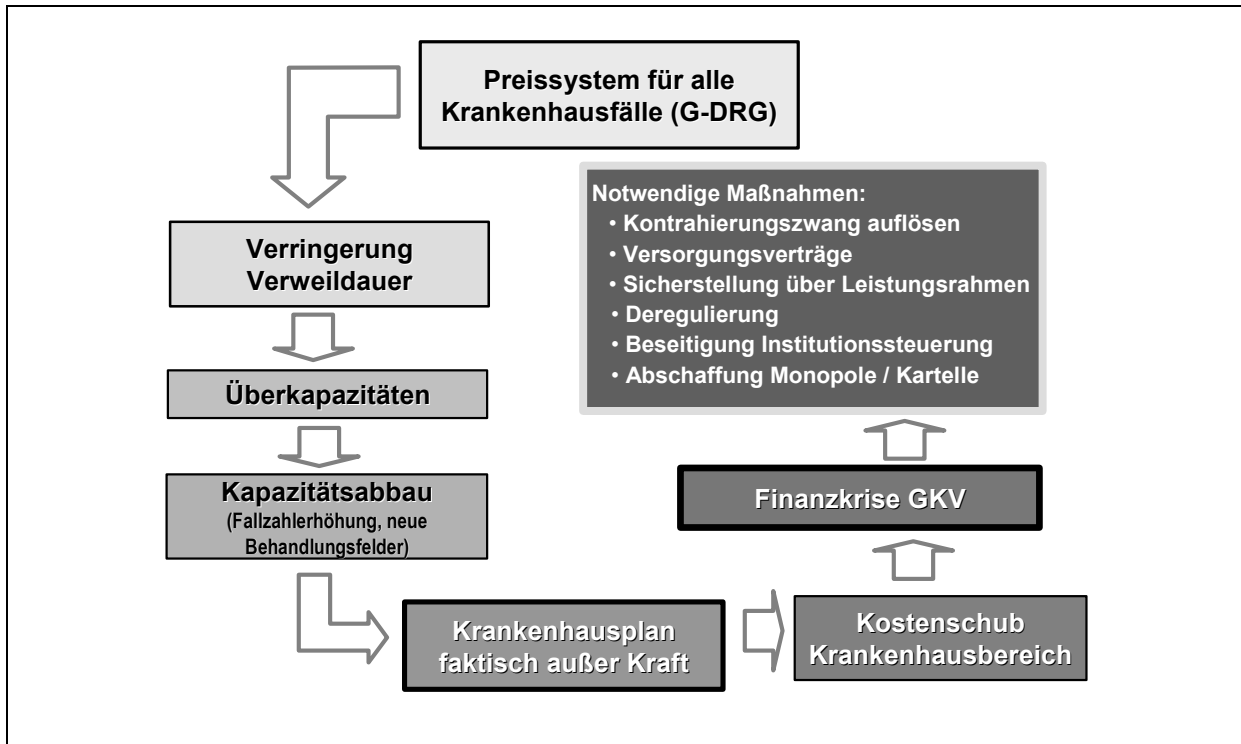 Preissystem für alle
Krankenhausfälle (G-DRG)
Verringerung
Verweildauer
Überkapazitäten
Kapazitätsabbau
(Fallzahlerhöhung, neue
Behandlungsfelder)
Krankenhausplan
faktisch außer Kraft
Kostenschub
Krankenhausbereich
Finanzkrise GKV
Notwendige Maßnahmen:
• Kontrahierungszwang auflösen
• Versorgungsverträge
• Sicherstellung über Leistungsrahmen
• Deregulierung
• Beseitigung Institutionssteuerung
• Abschaffung Monopole / Kartelle